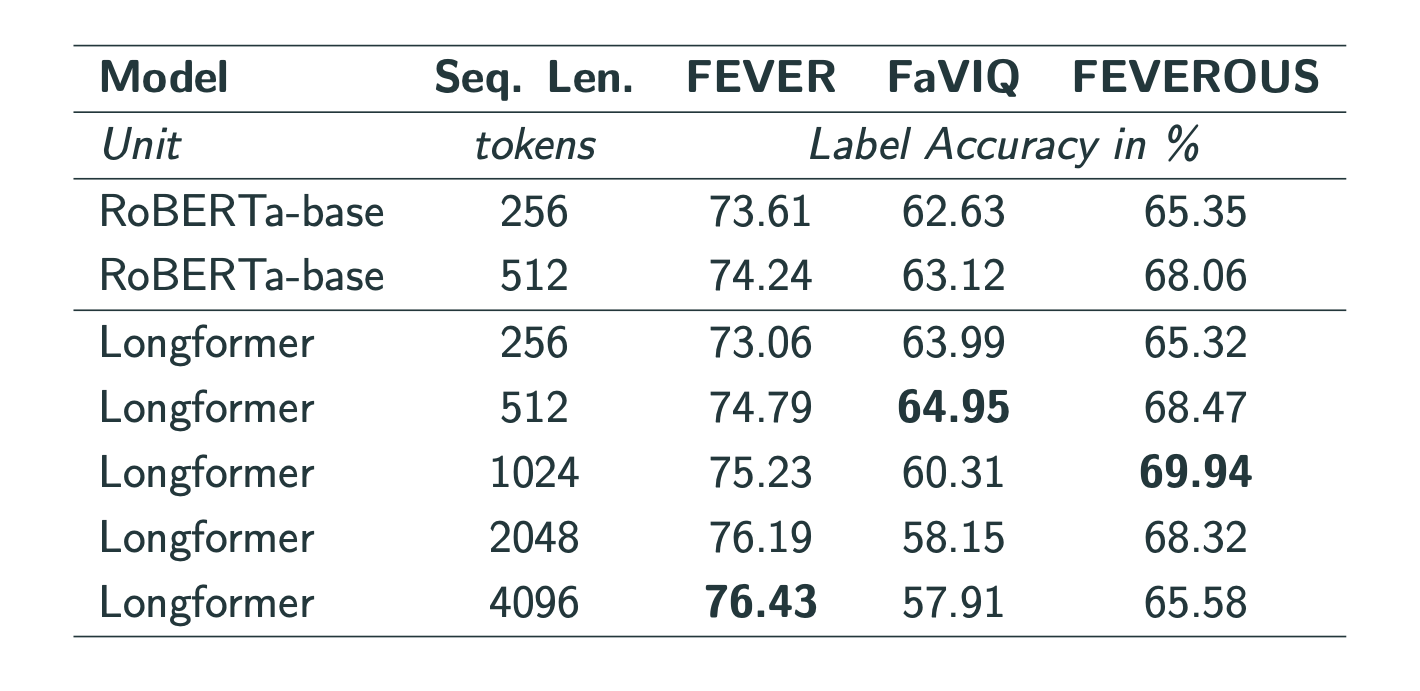 Model Seq. Len. FEVER FaVIQ FEVEROUS
Unit tokens Label Accuracy in %
RoBERTa-base 256 73.61 62.63 65.35
RoBERTa-base 512 74.24 63.12 68.06
Longformer 256 73.06 63.99 65.32
Longformer 512 74.79 64.95 68.47
Longformer 1024 75.23 60.31 69.94
Longformer 2048 76.19 58.15 68.32
Longformer 4096 76.43 57.91 65.58